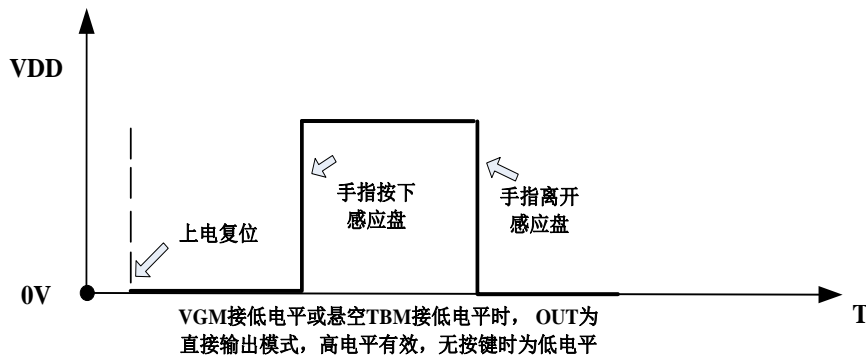 VDD
手指按下
感应盘
手指离开
感应盘
上电复位
0V
T
VGM接低电平或悬空TBM接低电平时， OUT为
直接输出模式，高电平有效，无按键时为低电平